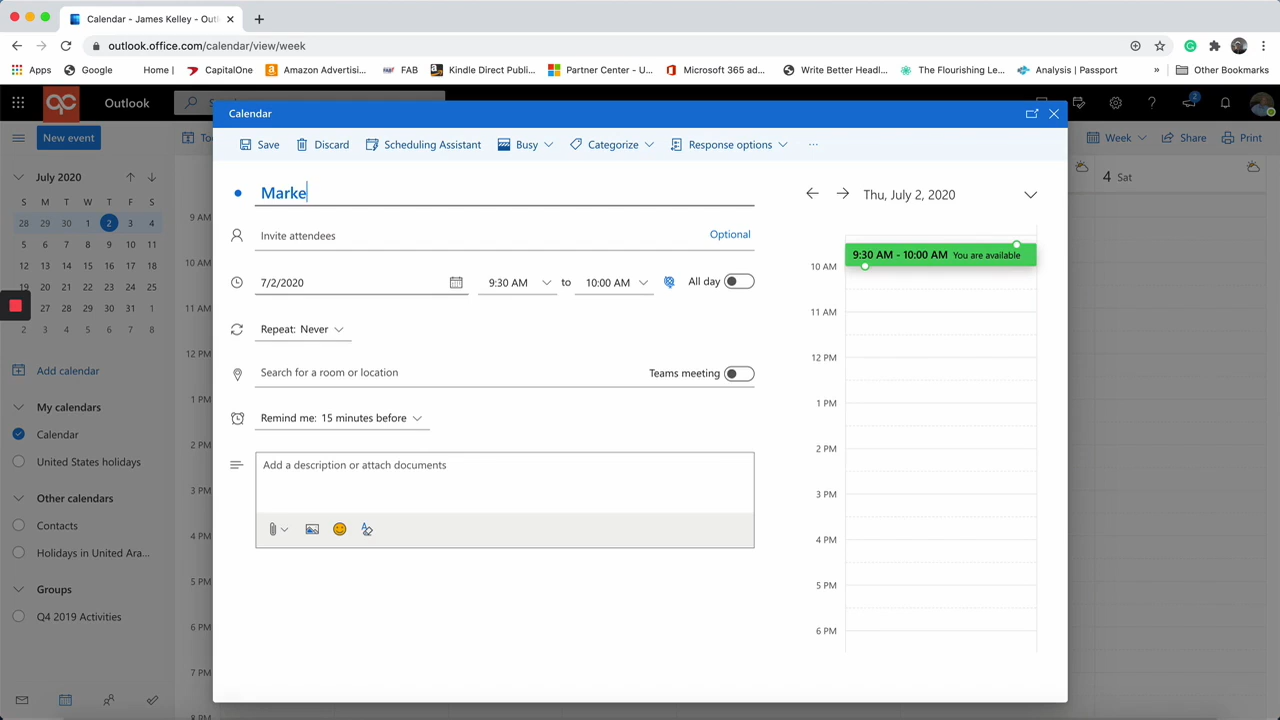 Calendar - James Kelley - Outl
outlook.office.com/calendar/view/week
Apps Google Home | CapitalOne Amazon Advertisi... FAB Kindle Direct Publi... Partner Center - U... Microsoft 365 ad... Write Better Headl... The Flourishing Le... Analysis | Passport » Other Bookmarks
Outlook S 2
New event To Week Share Print
Calendar
Save Discard Scheduling Assistant Busy Categorize Response options ...
July 2020
4 Sat
S M T W T F S
28 29 30 1 2 3 4
5 6 7 8 9 10 11
12 13 14 15 16 17 18
19 20 21 22 23 24 25
27 28 29 30 31 1
2 3 4 5 6 7 8
Add calendar
My calendars
Calendar
United States holidays
Other calendars
Contacts
Holidays in United Ara...
Groups
Q4 2019 Activities
9 AM
10 AM
11 AM
12 PM
1 PM
2 PM
3 PM
4 PM
5 PM
6 PM
7 PM
8 PM
Marke
Invite attendees Optional
7/2/2020 9:30 AM to 10:00 AM All day
Repeat: Never
Search for a room or location Teams meeting
Remind me: 15 minutes before
Add a description or attach documents
Thu, July 2, 2020
9:30 AM - 10:00 AM You are available
10 AM
11 AM
12 PM
1 PM
2 PM
3 PM
4 PM
5 PM
6 PM